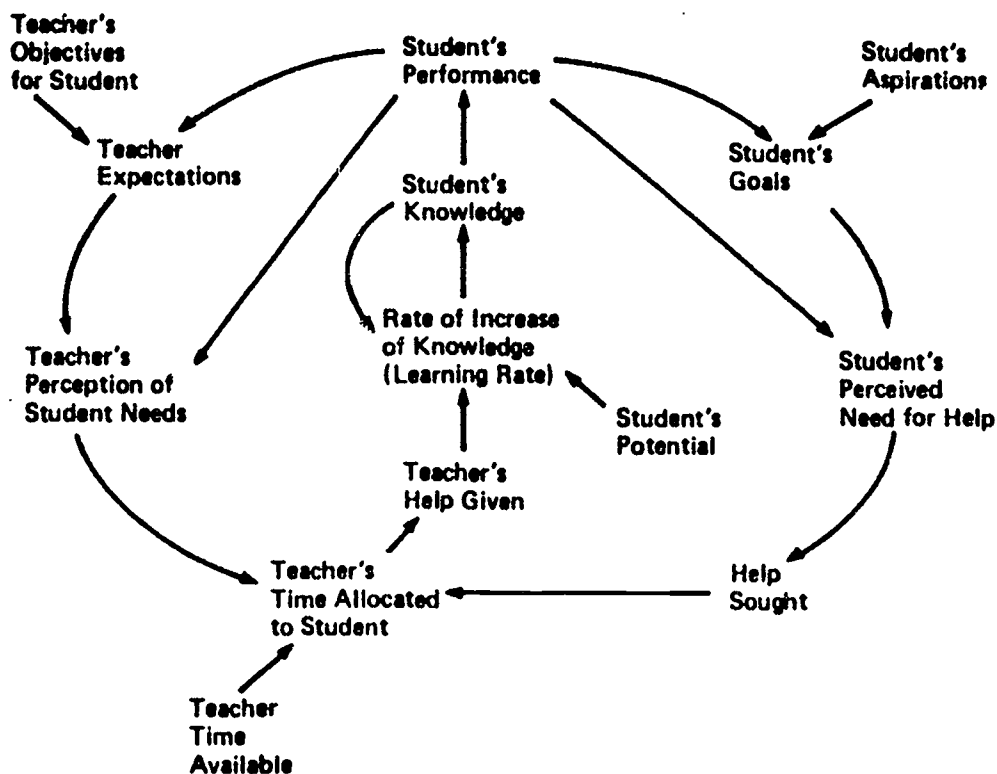 Teacher's
Objectives
for Student
Student's
Performance
Student's
Aspirations
Teacher
Expectations
Student's
Goals
Student's
Knowledge
Rate of Increase
of Knowledge
(Learning Rate)
Teacher's
Perception of
Student Needs
Student's
Perceived
Need for Help
Student's
Potential
Teacher's
Help Given
Teacher's
Time Allocated
to Student
Help
Sought
Teacher
Time
Available